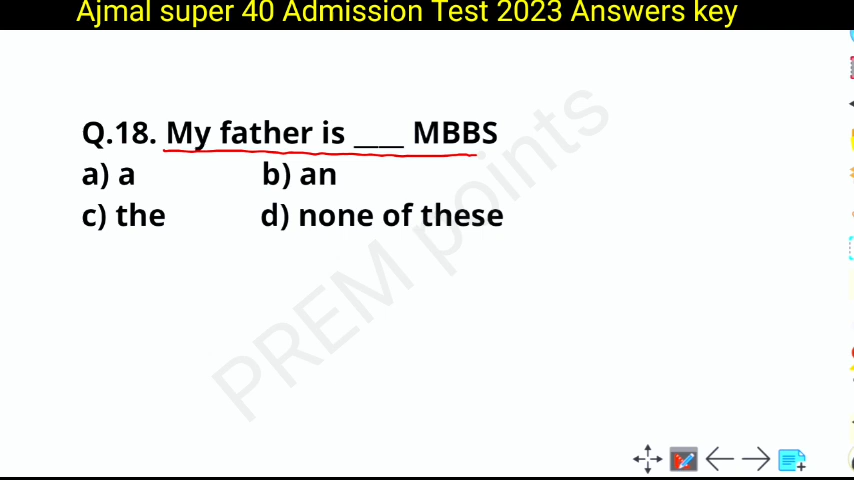 Ajmal super 40 Admission Test 2023 Answers key
Q.18. My father is ____ MBBS
a) a b) an
c) the d) none of these
PREM points